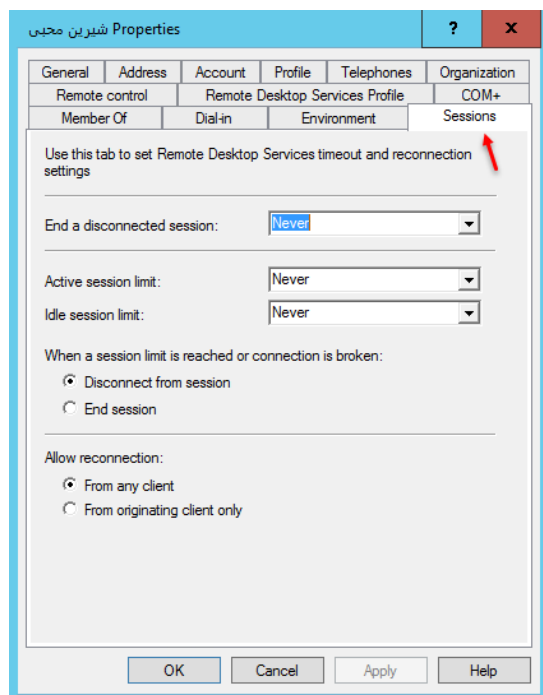 شیرین محبی Properties
? x
General Address Account Profile Telephones Organization
Remote control Remote Desktop Services Profile COM+
Member Of Dial-in Environment Sessions
Use this tab to set Remote Desktop Services timeout and reconnection
settings
End a disconnected session: Never
Active session limit: Never
Idle session limit: Never
When a session limit is reached or connection is broken:
Disconnect from session
End session
Allow reconnection:
From any client
From originating client only
OK Cancel Apply Help